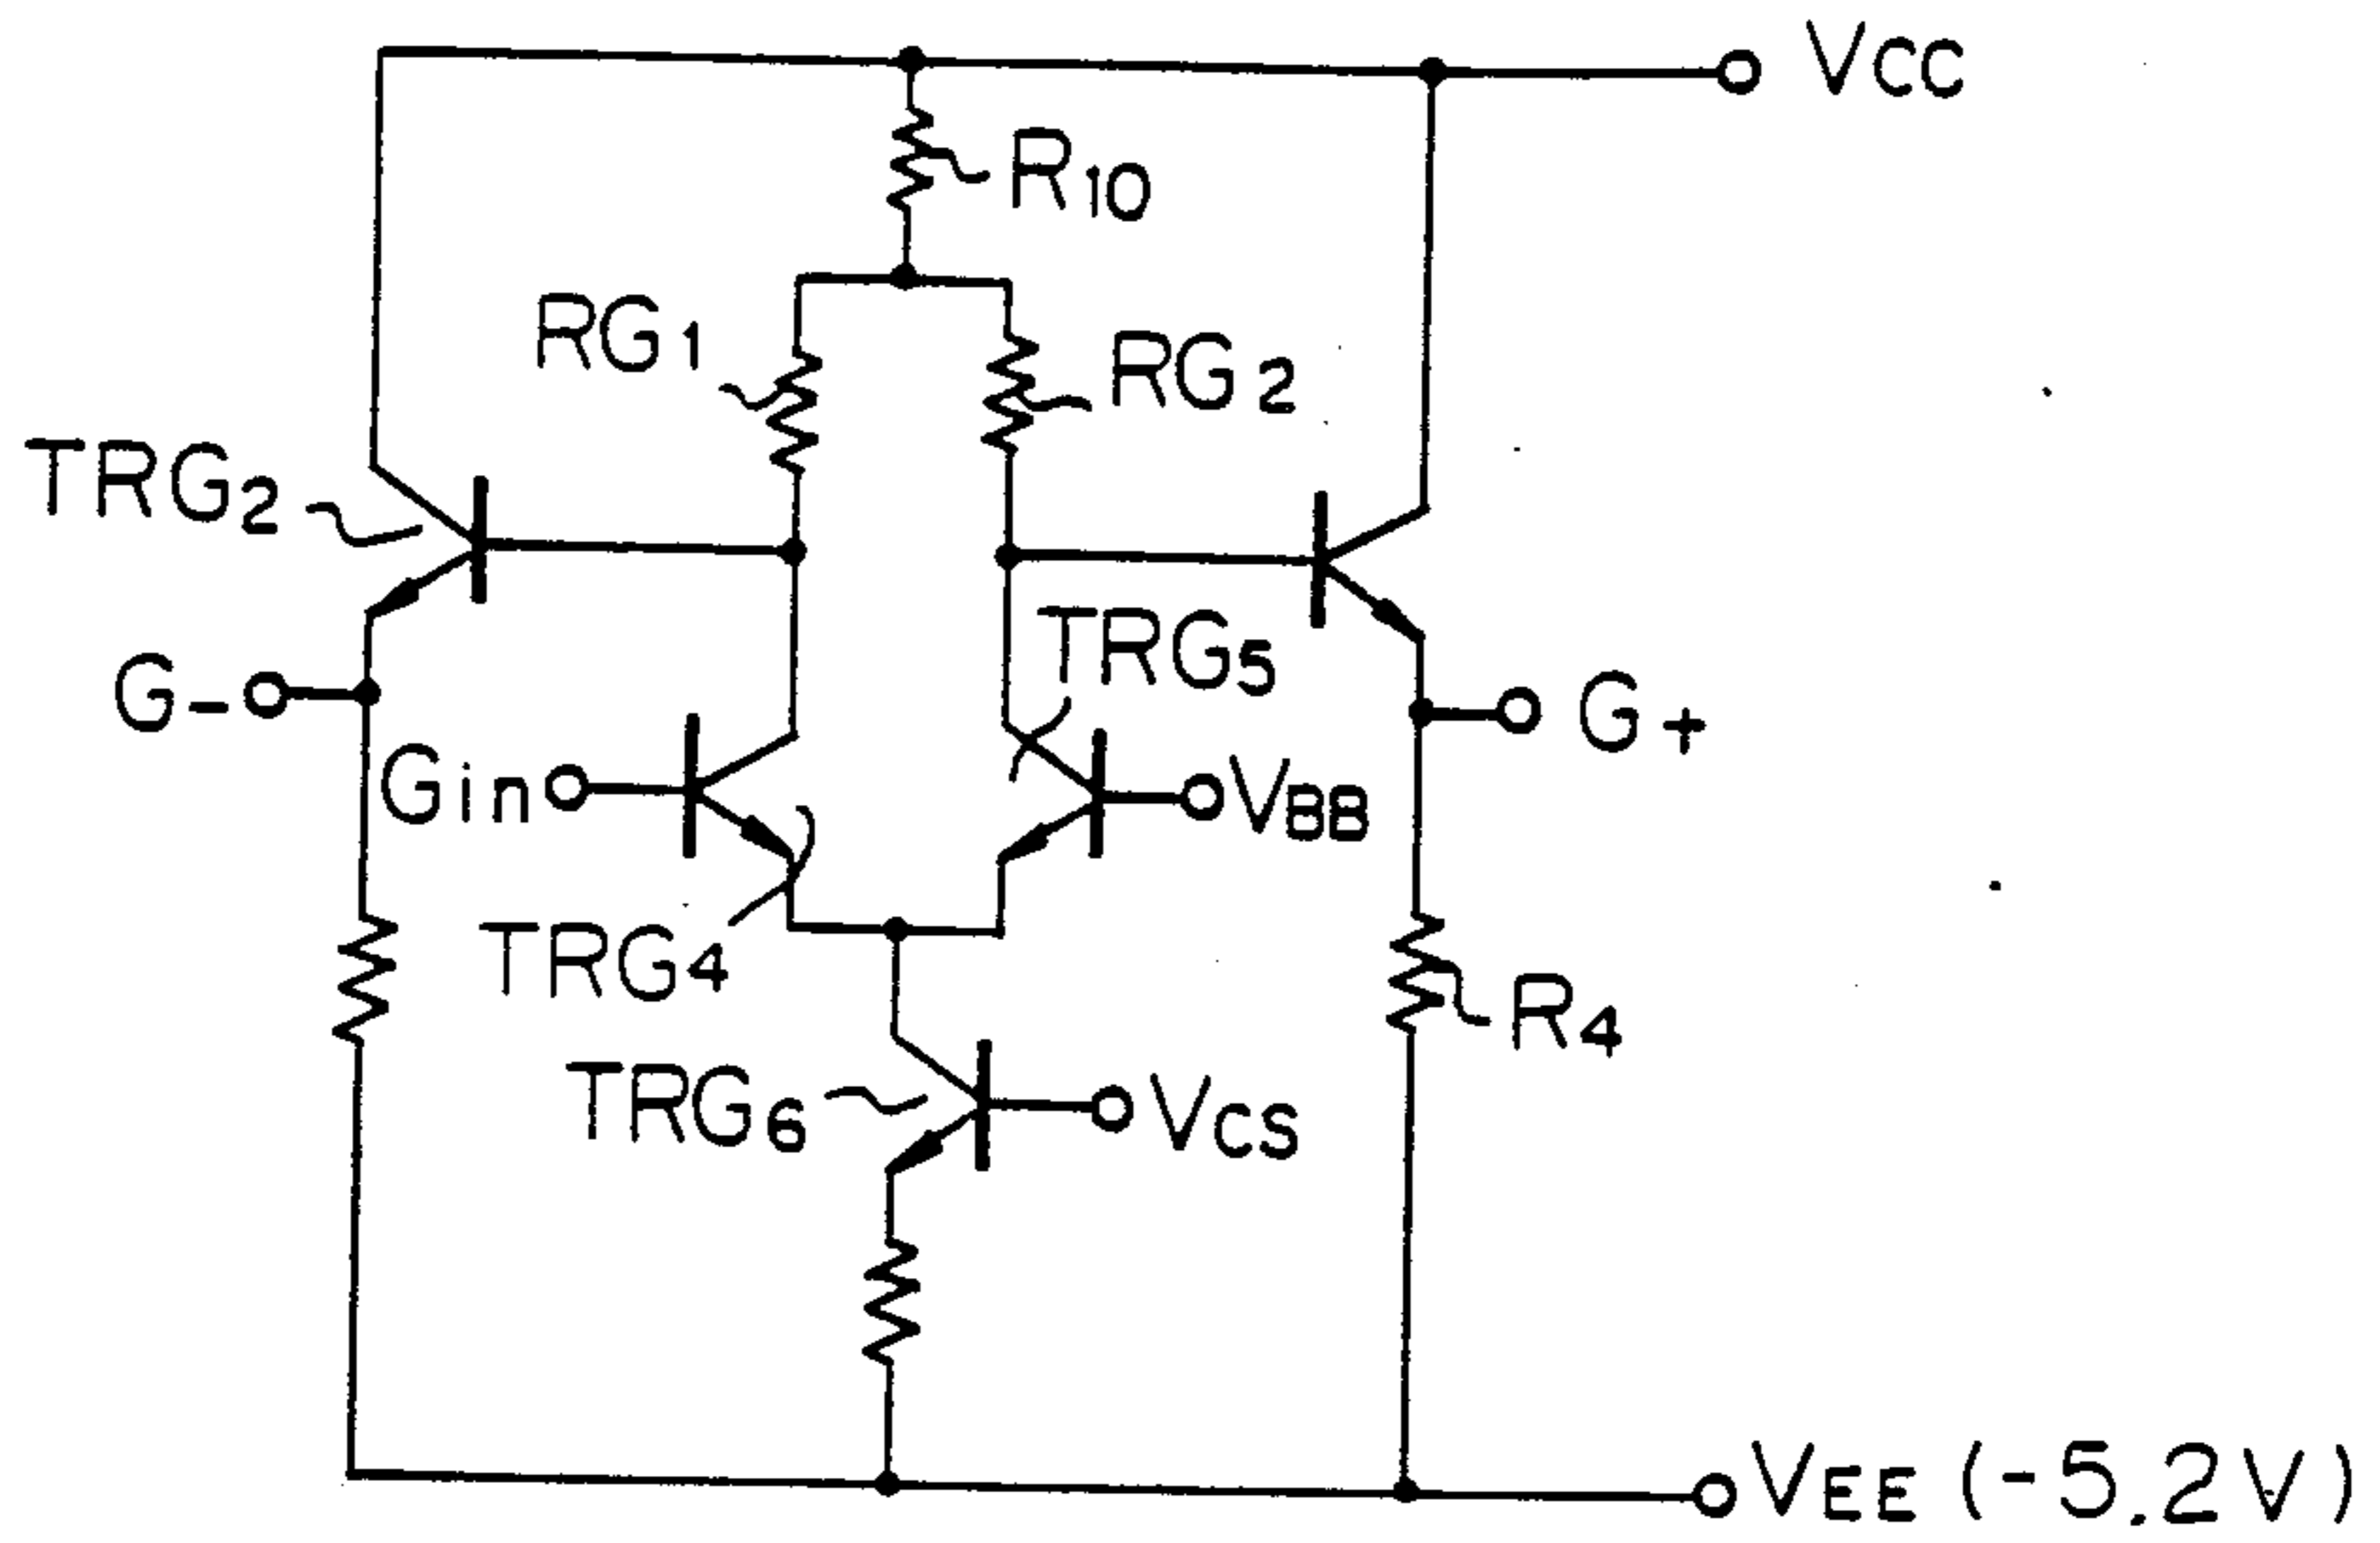 Vcc
R10
RG1
RG2
TRG2
TRG5
G-
G+
Gin
VBB
TRG4
R4
TRG6
Vcs
VEE (-5.2V)